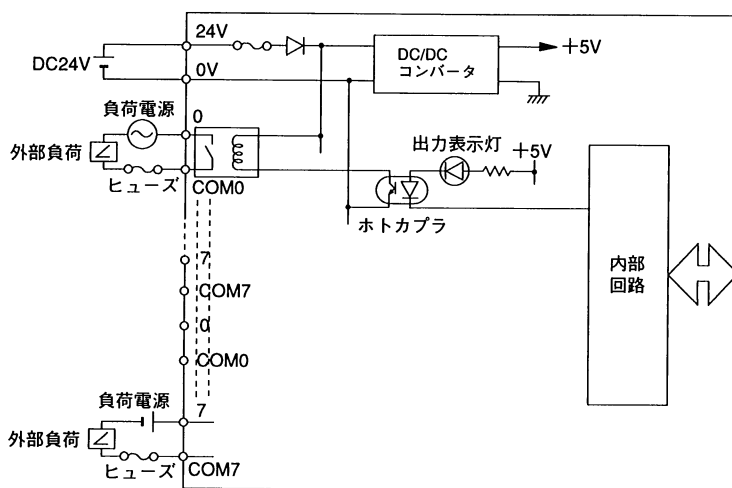 24V
DC24V
0V
DC/DC
コンバータ
＋5V
負荷電源
0
外部負荷
ヒューズ
COM0
出力表示灯
＋5V
ホトカプラ
内部
回路
7
COM7
0
COM0
負荷電源
7
外部負荷
ヒューズ
COM7